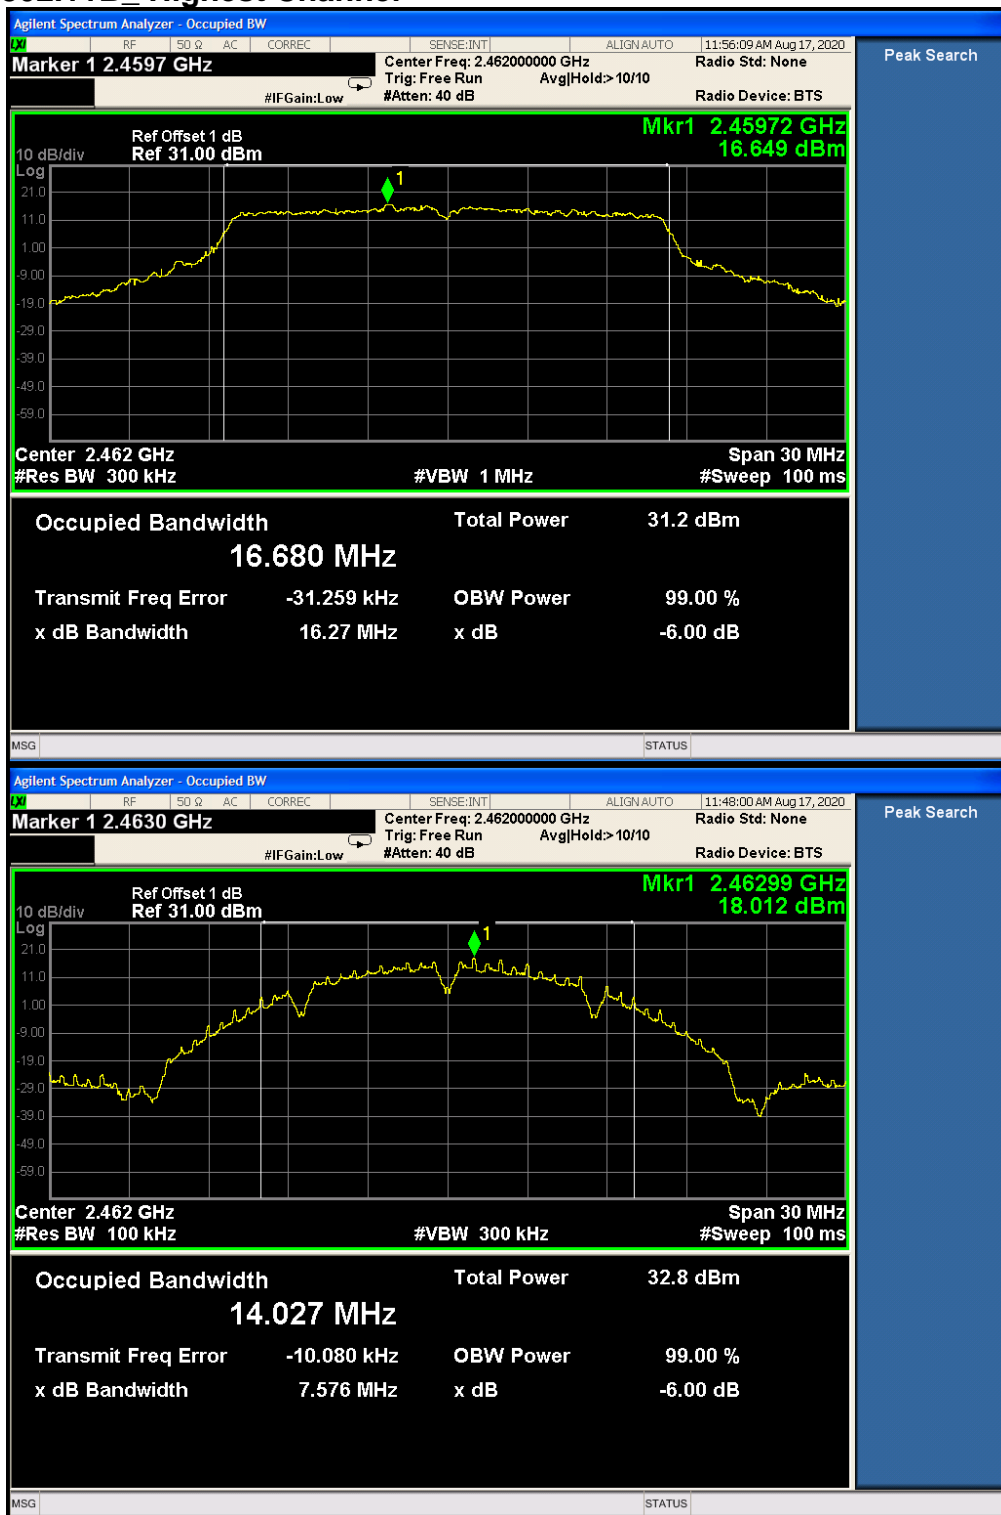 Highest Channel
Agilent Spectrum Analyzer - Occupied BW
LXI RF 50 Ω AC CORREC SENSE:INT ALIGN AUTO 11:56:09 AM Aug 17, 2020
Marker 1 2.4597 GHz Center Freq: 2.462000000 GHz Radio Std: None Peak Search
Trig: Free Run Avg|Hold:>10/10
#IFGain:Low #Atten: 40 dB Radio Device: BTS
Mkr1 2.45972 GHz
Ref Offset 1 dB
10 dB/div Ref 31.00 dBm 16.649 dBm
Log
1
21.0
11.0
1.00
-9.00
-19.0
-29.0
-39.0
-49.0
-59.0
Center 2.462 GHz Span 30 MHz
#Res BW 300 kHz #VBW 1 MHz #Sweep 100 ms
Occupied Bandwidth Total Power 31.2 dBm
16.680 MHz
Transmit Freq Error -31.259 kHz OBW Power 99.00 %
x dB Bandwidth 16.27 MHz x dB -6.00 dB
MSG STATUS
Agilent Spectrum Analyzer - Occupied BW
LXI RF 50 Ω AC CORREC SENSE:INT ALIGN AUTO 11:48:00 AM Aug 17, 2020
Marker 1 2.4630 GHz Center Freq: 2.462000000 GHz Radio Std: None Peak Search
Trig: Free Run Avg|Hold:>10/10
#IFGain:Low #Atten: 40 dB Radio Device: BTS
Mkr1 2.46299 GHz
Ref Offset 1 dB
10 dB/div Ref 31.00 dBm 18.012 dBm
Log
1
21.0
11.0
1.00
-9.00
-19.0
-29.0
-39.0
-49.0
-59.0
Center 2.462 GHz Span 30 MHz
#Res BW 100 kHz #VBW 300 kHz #Sweep 100 ms
Occupied Bandwidth Total Power 32.8 dBm
14.027 MHz
Transmit Freq Error -10.080 kHz OBW Power 99.00 %
x dB Bandwidth 7.576 MHz x dB -6.00 dB
MSG STATUS